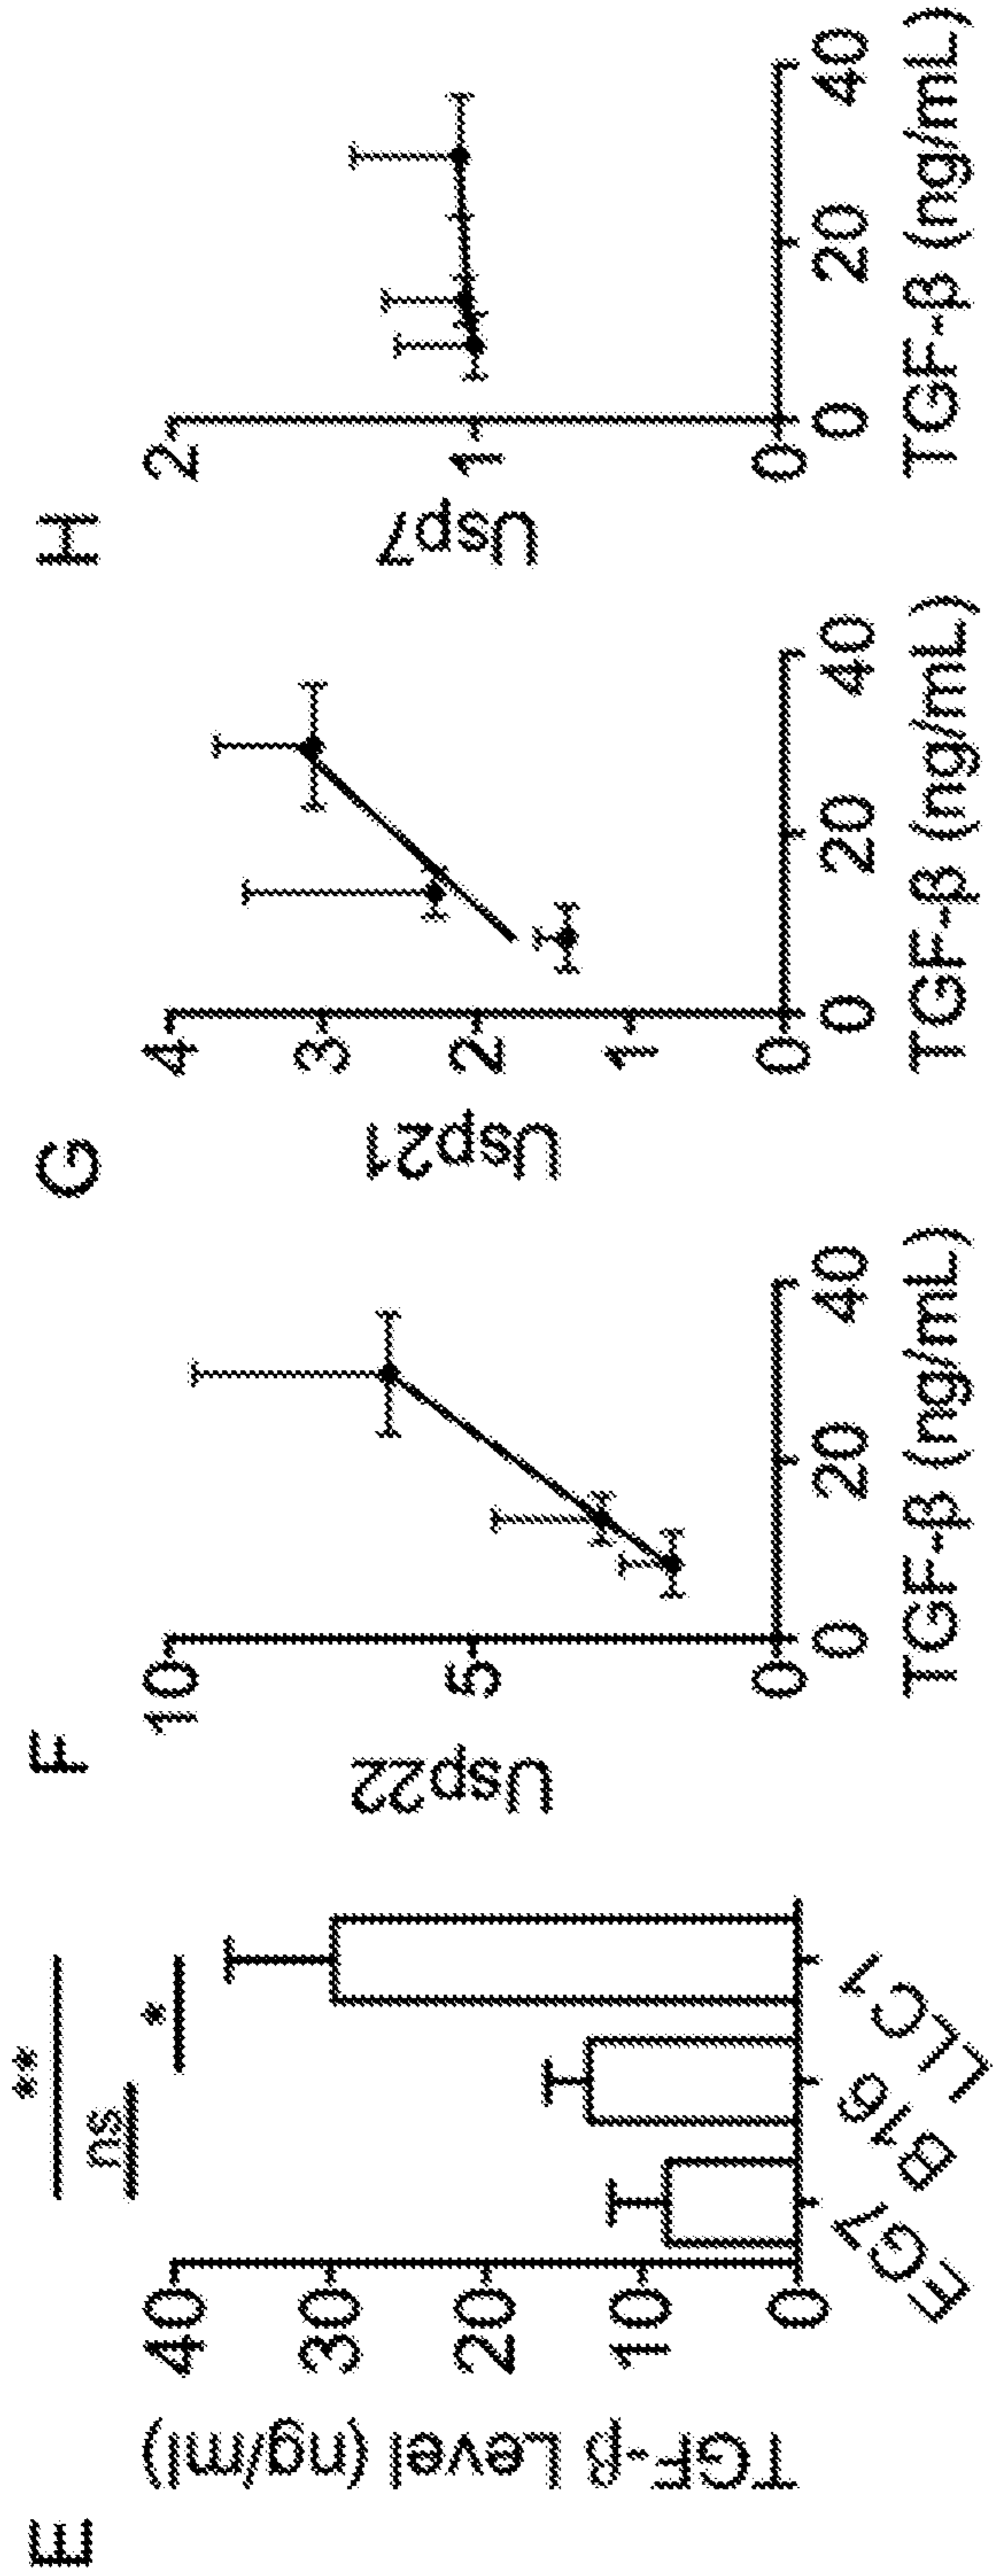 E
TGF-β Level (ng/ml)
40
30
20
10
0
EG7
B16
LLC1
**
ns
*
F
Usp22
10
5
0
0
20
40
TGF-β (ng/mL)
G
Usp21
4
3
2
1
0
0
20
40
TGF-β (ng/mL)
H
Usp7
2
1
0
0
20
40
TGF-β (ng/mL)